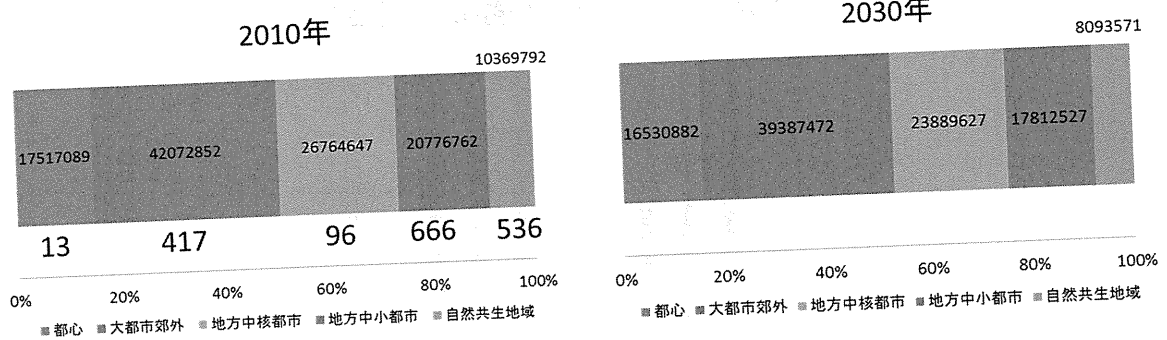 2010年
10369792
17517089 42072852 26764647 20776762
13 417 96 666 536
0% 20% 40% 60% 80% 100%
■都心 ■大都市郊外 ■地方中核都市 ■地方中小都市 ■自然共生地域
2030年
8093571
16530882 39387472 23889627 17812527
0% 20% 40% 60% 80% 100%
■都心 ■大都市郊外 ■地方中核都市 ■地方中小都市 ■自然共生地域